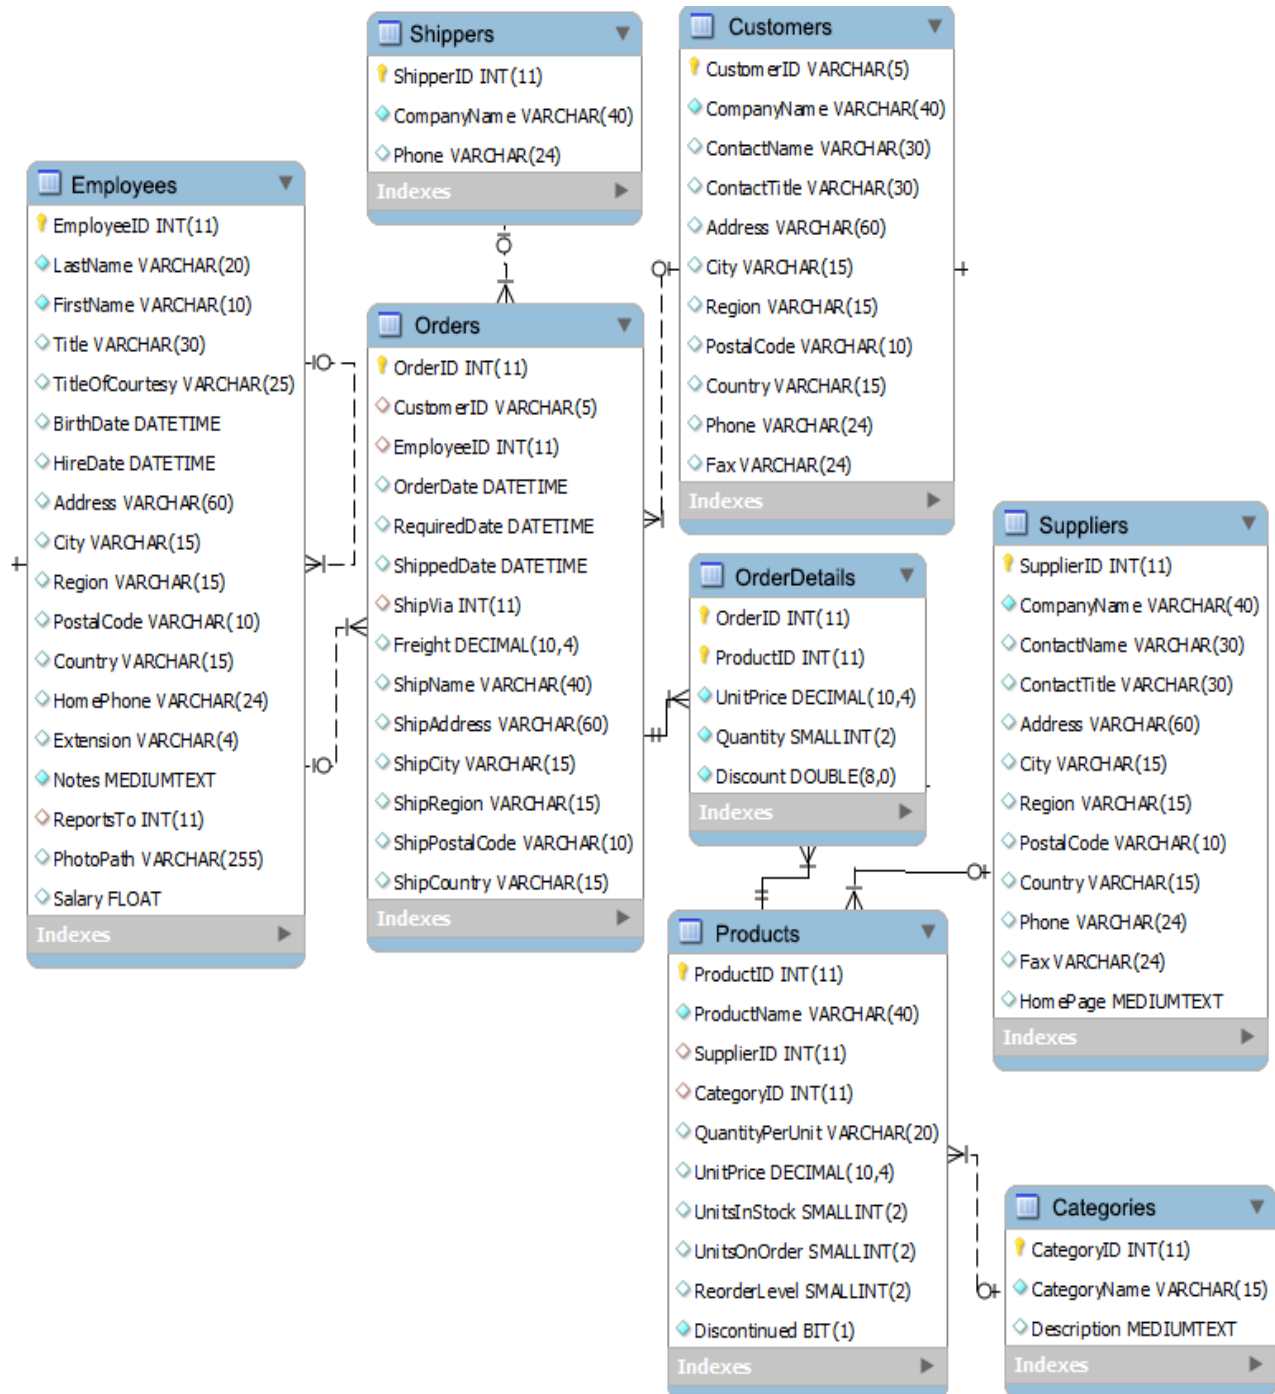 Shippers
ShipperID INT(11)
CompanyName VARCHAR(40)
Phone VARCHAR(24)
Indexes
Customers
CustomerID VARCHAR(5)
CompanyName VARCHAR(40)
ContactName VARCHAR(30)
ContactTitle VARCHAR(30)
Address VARCHAR(60)
City VARCHAR(15)
Region VARCHAR(15)
PostalCode VARCHAR(10)
Country VARCHAR(15)
Phone VARCHAR(24)
Fax VARCHAR(24)
Indexes
Employees
EmployeeID INT(11)
LastName VARCHAR(20)
FirstName VARCHAR(10)
Title VARCHAR(30)
TitleOfCourtesy VARCHAR(25)
BirthDate DATETIME
HireDate DATETIME
Address VARCHAR(60)
City VARCHAR(15)
Region VARCHAR(15)
PostalCode VARCHAR(10)
Country VARCHAR(15)
HomePhone VARCHAR(24)
Extension VARCHAR(4)
Notes MEDIUMTEXT
ReportsTo INT(11)
PhotoPath VARCHAR(255)
Salary FLOAT
Indexes
Orders
OrderID INT(11)
CustomerID VARCHAR(5)
EmployeeID INT(11)
OrderDate DATETIME
RequiredDate DATETIME
ShippedDate DATETIME
ShipVia INT(11)
Freight DECIMAL(10,4)
ShipName VARCHAR(40)
ShipAddress VARCHAR(60)
ShipCity VARCHAR(15)
ShipRegion VARCHAR(15)
ShipPostalCode VARCHAR(10)
ShipCountry VARCHAR(15)
Indexes
OrderDetails
OrderID INT(11)
ProductID INT(11)
UnitPrice DECIMAL(10,4)
Quantity SMALLINT(2)
Discount DOUBLE(8,0)
Indexes
Suppliers
SupplierID INT(11)
CompanyName VARCHAR(40)
ContactName VARCHAR(30)
ContactTitle VARCHAR(30)
Address VARCHAR(60)
City VARCHAR(15)
Region VARCHAR(15)
PostalCode VARCHAR(10)
Country VARCHAR(15)
Phone VARCHAR(24)
Fax VARCHAR(24)
HomePage MEDIUMTEXT
Indexes
Products
ProductID INT(11)
ProductName VARCHAR(40)
SupplierID INT(11)
CategoryID INT(11)
QuantityPerUnit VARCHAR(20)
UnitPrice DECIMAL(10,4)
UnitsInStock SMALLINT(2)
UnitsOnOrder SMALLINT(2)
ReorderLevel SMALLINT(2)
Discontinued BIT(1)
Indexes
Categories
CategoryID INT(11)
CategoryName VARCHAR(15)
Description MEDIUMTEXT
Indexes